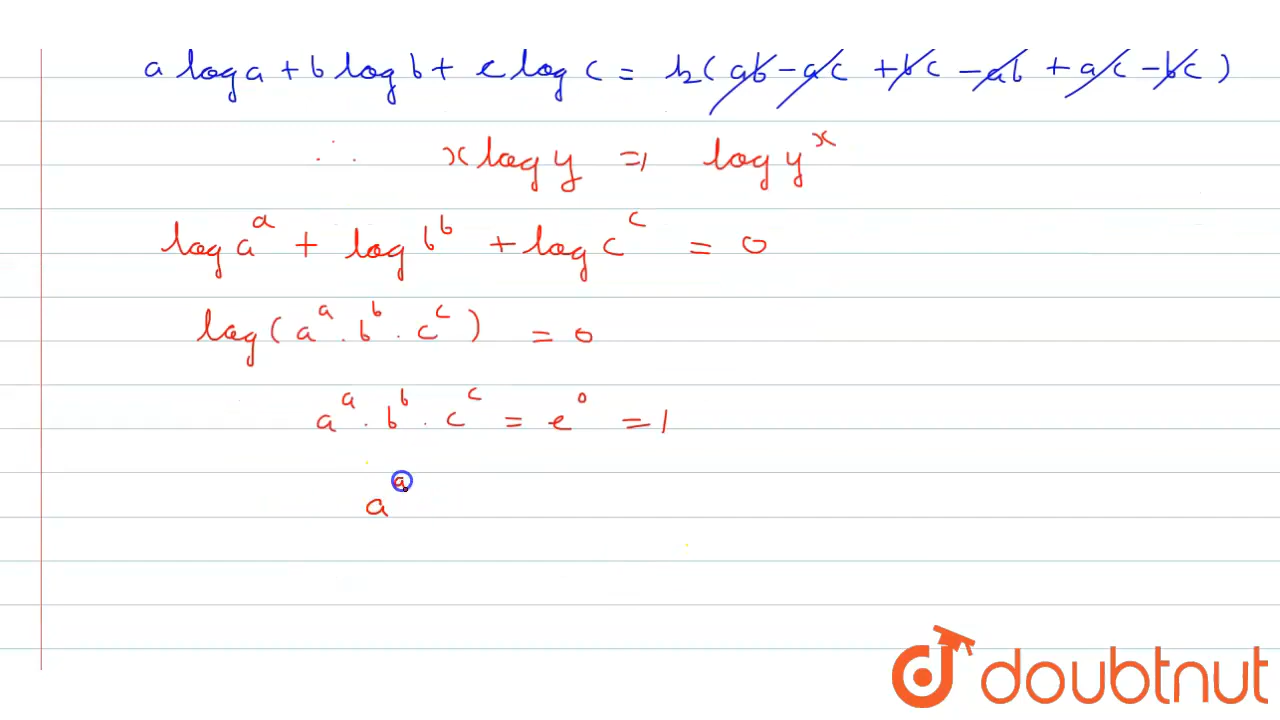 a log a + b log b + c log c = k ( ab - ac + bc - ab + ac - bc )
∴ x log y = log y^x
log a^a + log b^b + log c^c = 0
log ( a^a . b^b . c^c ) = 0
a^a . b^b . c^c = e^0 = 1
a^a
doubtnut